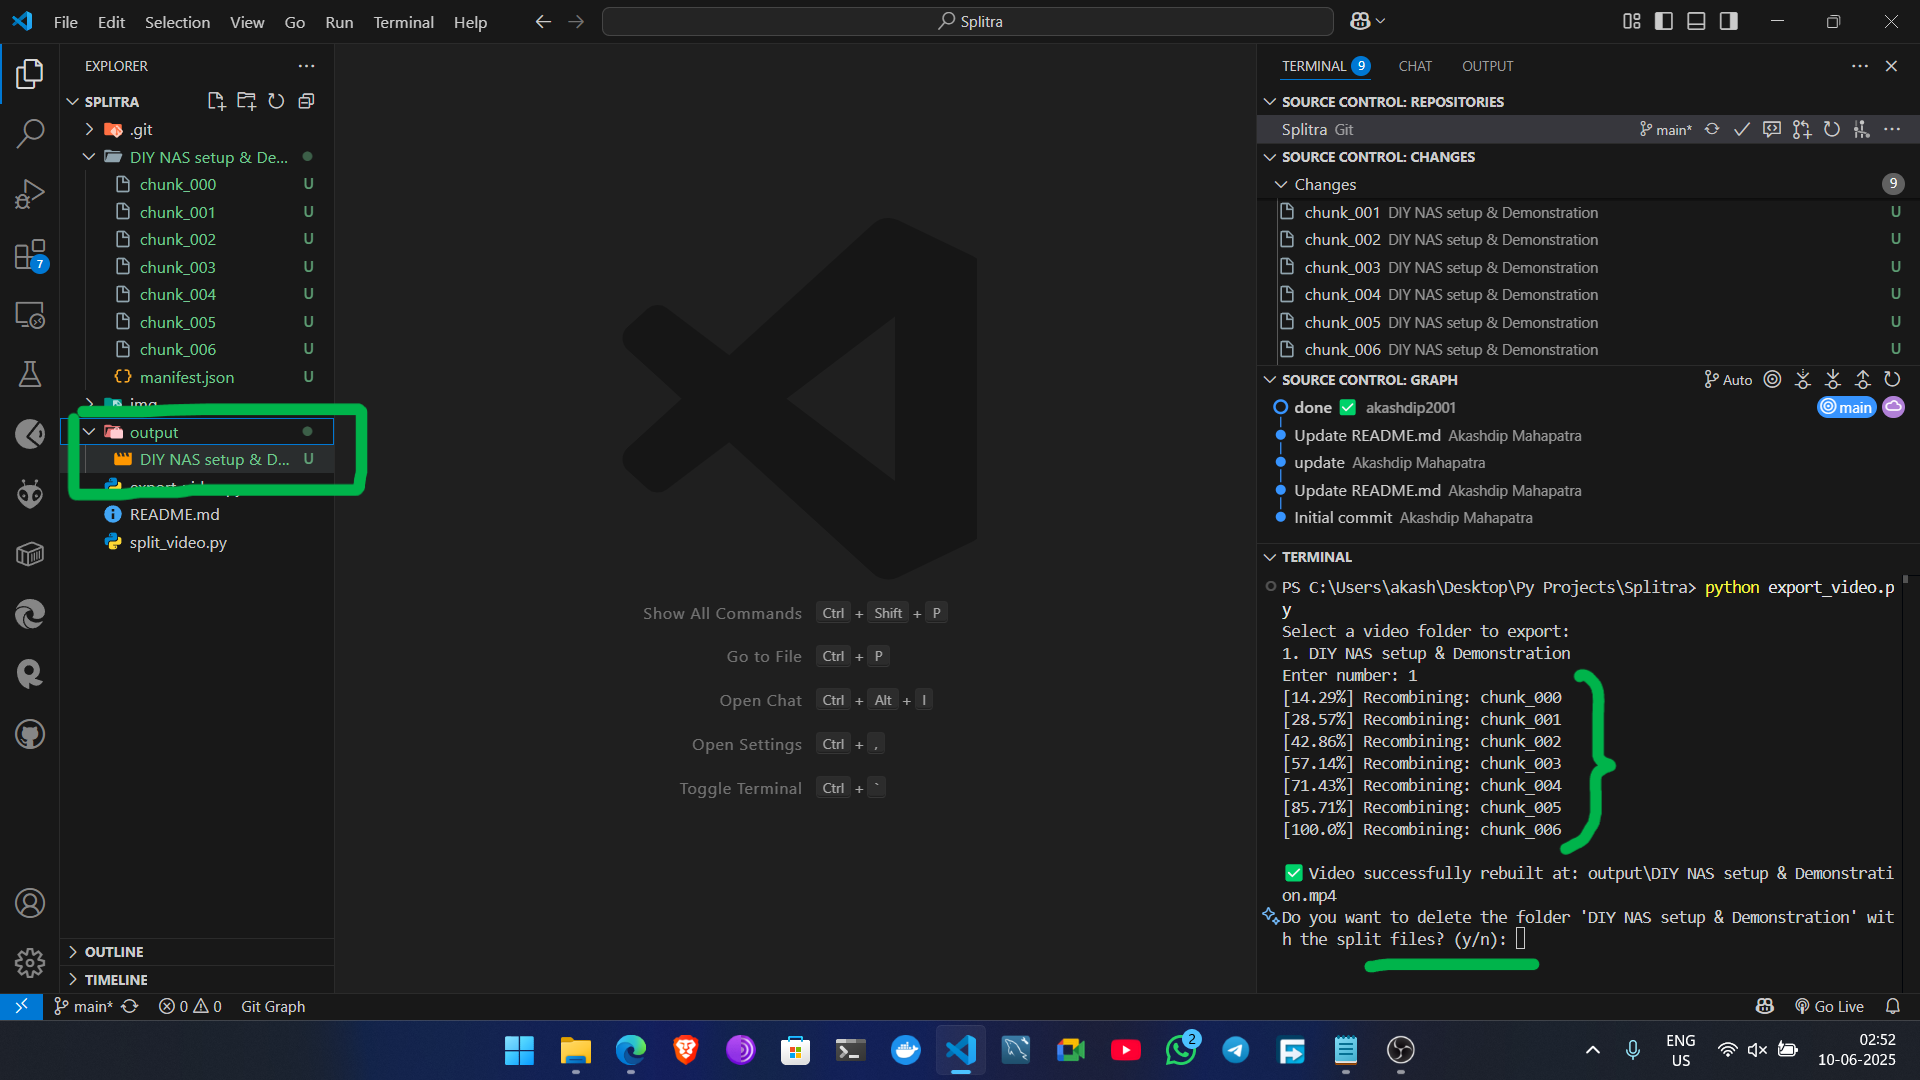 File Edit Selection View Go Run Terminal Help
Splitra
EXPLORER
SPLITRA
.git
DIY NAS setup & De...
chunk_000 U
chunk_001 U
chunk_002 U
chunk_003 U
chunk_004 U
chunk_005 U
chunk_006 U
manifest.json U
img
output
DIY NAS setup & D... U
README.md
split_video.py
OUTLINE
TIMELINE
7
Show All Commands Ctrl + Shift + P
Go to File Ctrl + P
Open Chat Ctrl + Alt + I
Open Settings Ctrl + ,
Toggle Terminal Ctrl + `
TERMINAL 9 CHAT OUTPUT
SOURCE CONTROL: REPOSITORIES
Splitra Git main*
SOURCE CONTROL: CHANGES
Changes 9
chunk_001 DIY NAS setup & Demonstration U
chunk_002 DIY NAS setup & Demonstration U
chunk_003 DIY NAS setup & Demonstration U
chunk_004 DIY NAS setup & Demonstration U
chunk_005 DIY NAS setup & Demonstration U
chunk_006 DIY NAS setup & Demonstration U
SOURCE CONTROL: GRAPH Auto
done ✅ akashdip2001 main
Update README.md Akashdip Mahapatra
update Akashdip Mahapatra
Update README.md Akashdip Mahapatra
Initial commit Akashdip Mahapatra
TERMINAL
PS C:\Users\akash\Desktop\Py Projects\Splitra> python export_video.p
y
Select a video folder to export:
1. DIY NAS setup & Demonstration
Enter number: 1
[14.29%] Recombining: chunk_000
[28.57%] Recombining: chunk_001
[42.86%] Recombining: chunk_002
[57.14%] Recombining: chunk_003
[71.43%] Recombining: chunk_004
[85.71%] Recombining: chunk_005
[100.0%] Recombining: chunk_006
✅ Video successfully rebuilt at: output\DIY NAS setup & Demonstrati
on.mp4
Do you want to delete the folder 'DIY NAS setup & Demonstration' wit
h the split files? (y/n):
main* 0 0 Git Graph Go Live
2
ENG
US
02:52
10-06-2025